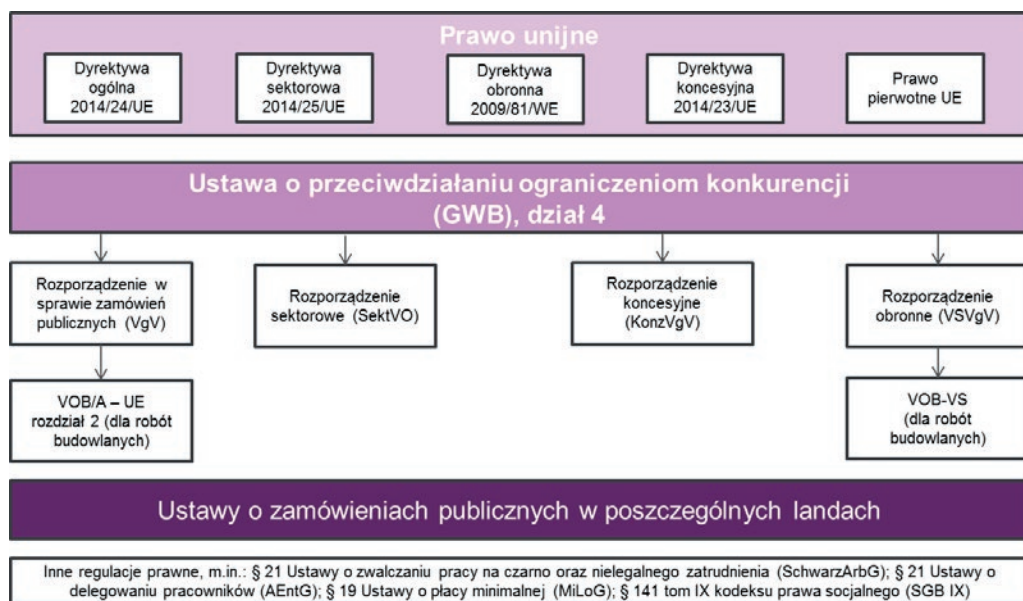 Prawo unijne
Dyrektywa
ogólna
2014/24/UE
Dyrektywa
sektorowa
2014/25/UE
Dyrektywa
obronna
2009/81/WE
Dyrektywa
koncesyjna
2014/23/UE
Prawo
pierwotne UE
Ustawa o przeciwdziałaniu ograniczeniom konkurencji
(GWB), dział 4
Rozporządzenie w
sprawie zamówień
publicznych (VgV)
Rozporządzenie
sektorowe (SektVO)
Rozporządzenie
koncesyjne
(KonzVgV)
Rozporządzenie
obronne (VSVgV)
VOB/A – UE
rozdział 2 (dla robót
budowlanych)
VOB-VS
(dla robót
budowlanych)
Ustawy o zamówieniach publicznych w poszczególnych landach
Inne regulacje prawne, m.in.: § 21 Ustawy o zwalczaniu pracy na czarno oraz nielegalnego zatrudnienia (SchwarzArbG); § 21 Ustawy o
delegowaniu pracowników (AEntG); § 19 Ustawy o płacy minimalnej (MiLoG); § 141 tom IX kodeksu prawa socjalnego (SGB IX)